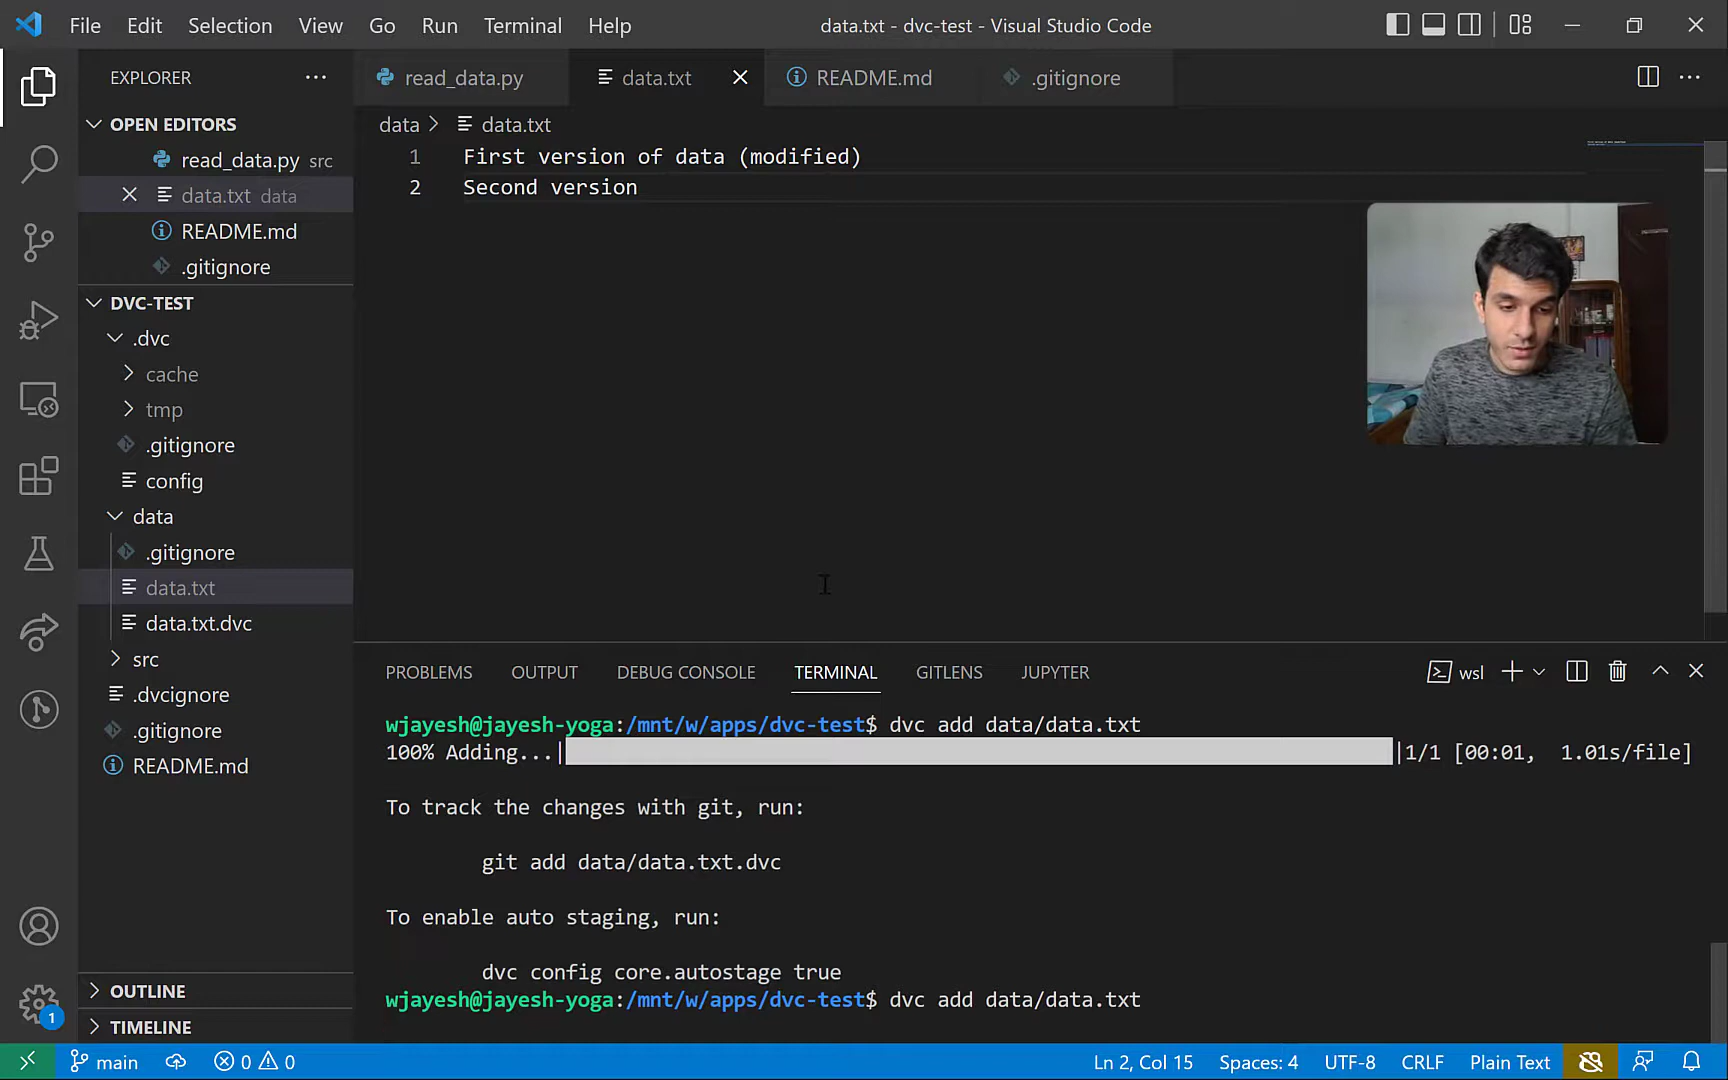 File Edit Selection View Go Run Terminal Help data.txt - dvc-test - Visual Studio Code
EXPLORER
read_data.py data.txt README.md .gitignore
OPEN EDITORS
read_data.py src
data.txt data
README.md
.gitignore
data > data.txt
1 First version of data (modified)
2 Second version
DVC-TEST
.dvc
cache
tmp
.gitignore
config
data
.gitignore
data.txt
data.txt.dvc
src
.dvcignore
.gitignore
README.md
OUTLINE
TIMELINE
PROBLEMS OUTPUT DEBUG CONSOLE TERMINAL GITLENS JUPYTER wsl
wjayesh@jayesh-yoga:/mnt/w/apps/dvc-test$ dvc add data/data.txt
100% Adding...| |1/1 [00:01, 1.01s/file]
To track the changes with git, run:
git add data/data.txt.dvc
To enable auto staging, run:
dvc config core.autostage true
wjayesh@jayesh-yoga:/mnt/w/apps/dvc-test$ dvc add data/data.txt
1
main 0 0 Ln 2, Col 15 Spaces: 4 UTF-8 CRLF Plain Text